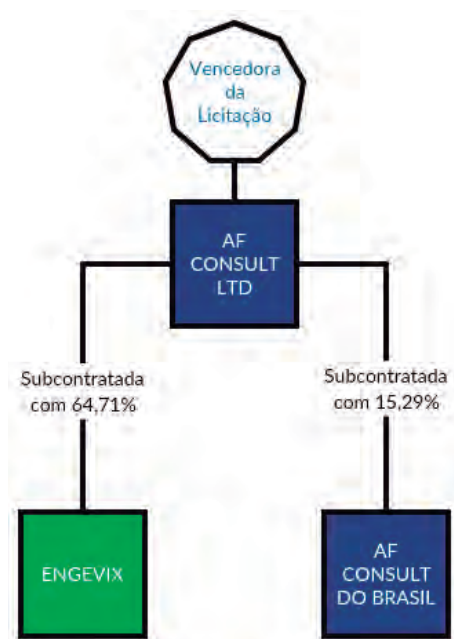 Vencedora
da
Licitação
AF
CONSULT
LTD
Subcontratada
com 64,71%
Subcontratada
com 15,29%
ENGEVIX
AF
CONSULT
DO BRASIL